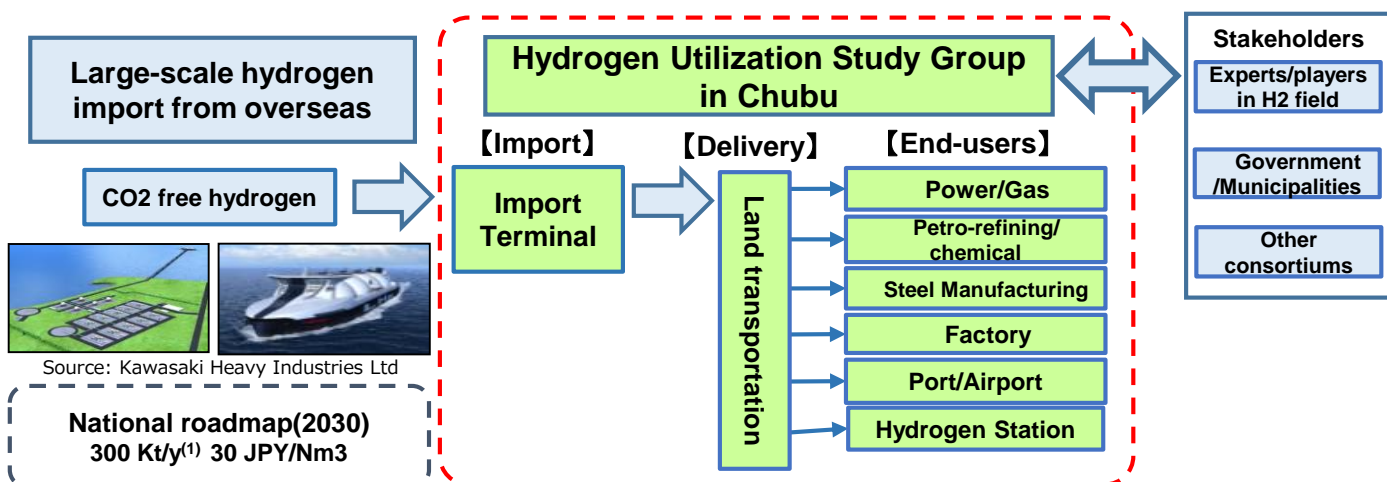 Large-scale hydrogen
import from overseas
CO2 free hydrogen
Source: Kawasaki Heavy Industries Ltd
National roadmap(2030)
300 Kt/y(1) 30 JPY/Nm3
Hydrogen Utilization Study Group
in Chubu
【Import】
【Delivery】
【End-users】
Import
Terminal
Land transportation
Power/Gas
Petro-refining/
chemical
Steel Manufacturing
Factory
Port/Airport
Hydrogen Station
Stakeholders
Experts/players
in H2 field
Government
/Municipalities
Other
consortiums